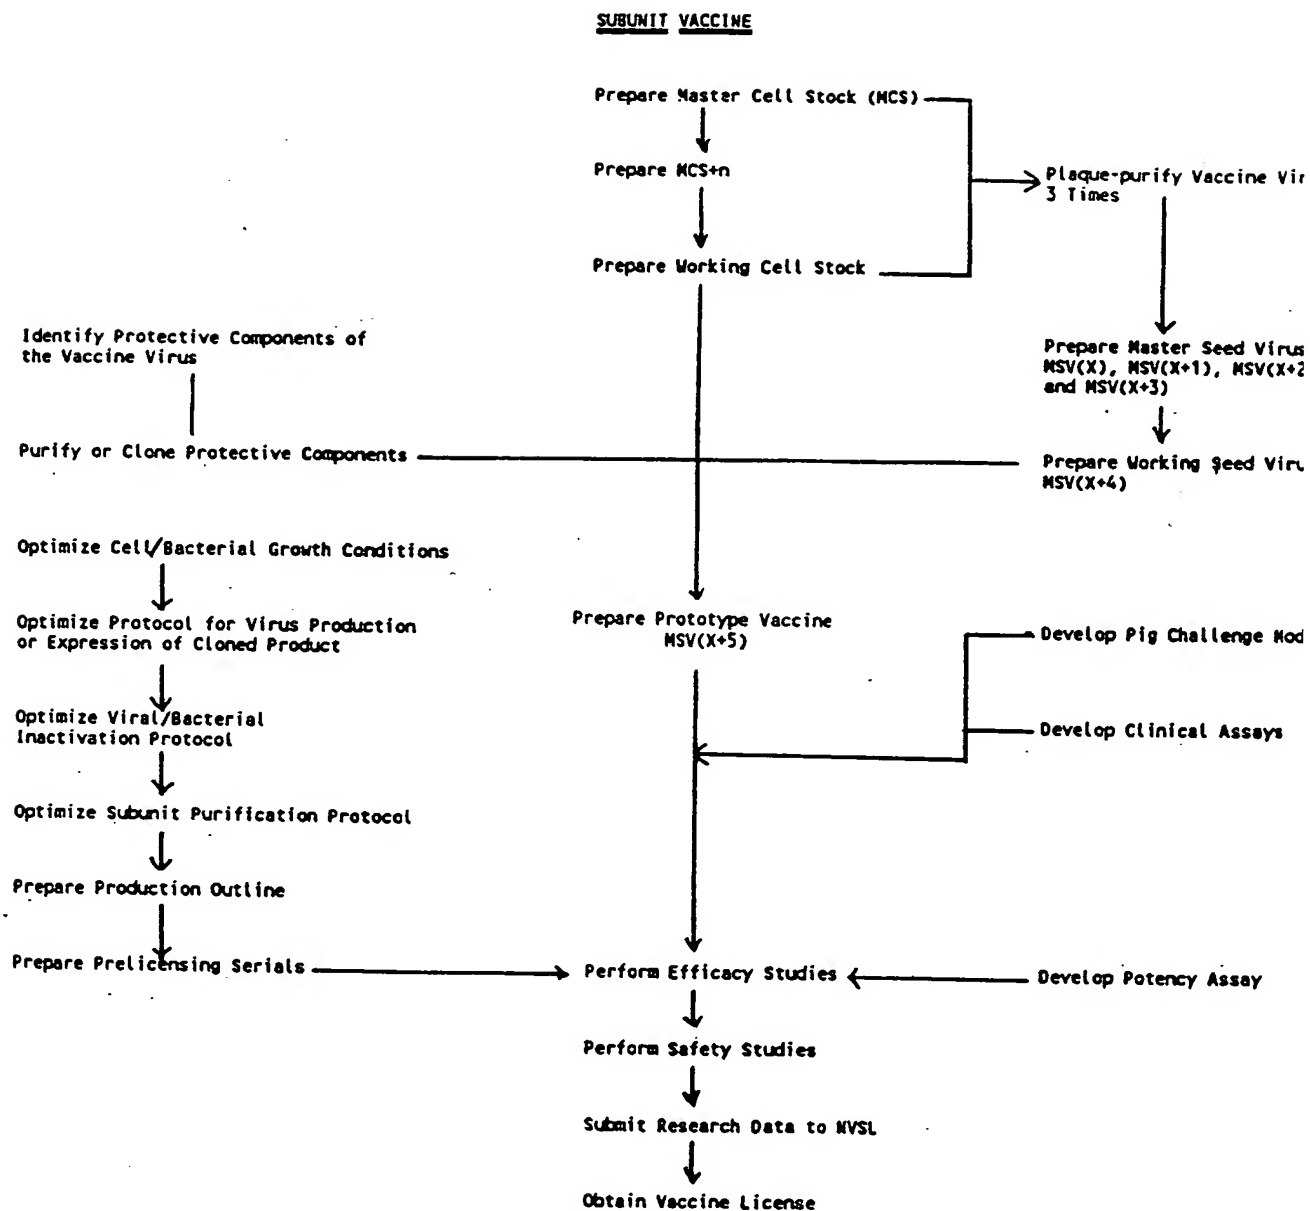 SUBUNIT VACCINE
Prepare Master Cell Stock (MCS)
Prepare MCS+n
Plaque-purify Vaccine Vir
3 Times
Prepare Working Cell Stock
Identify Protective Components of
the Vaccine Virus
Prepare Master Seed Virus
MSV(X), MSV(X+1), MSV(X+2
and MSV(X+3)
Purify or Clone Protective Components
Prepare Working Seed Viru
MSV(X+4)
Optimize Cell/Bacterial Growth Conditions
Optimize Protocol for Virus Production
or Expression of Cloned Product
Prepare Prototype Vaccine
MSV(X+5)
Develop Pig Challenge Mod
Optimize Viral/Bacterial
Inactivation Protocol
Develop Clinical Assays
Optimize Subunit Purification Protocol
Prepare Production Outline
Prepare Prelicensing Serials
Perform Efficacy Studies
Develop Potency Assay
Perform Safety Studies
Submit Research Data to NVSL
Obtain Vaccine License